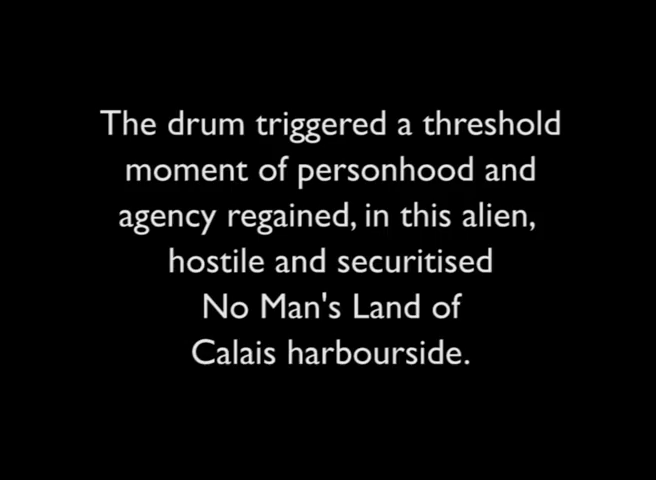 The drum triggered a threshold
moment of personhood and
agency regained, in this alien,
hostile and securitised
No Man's Land of
Calais harbourside.